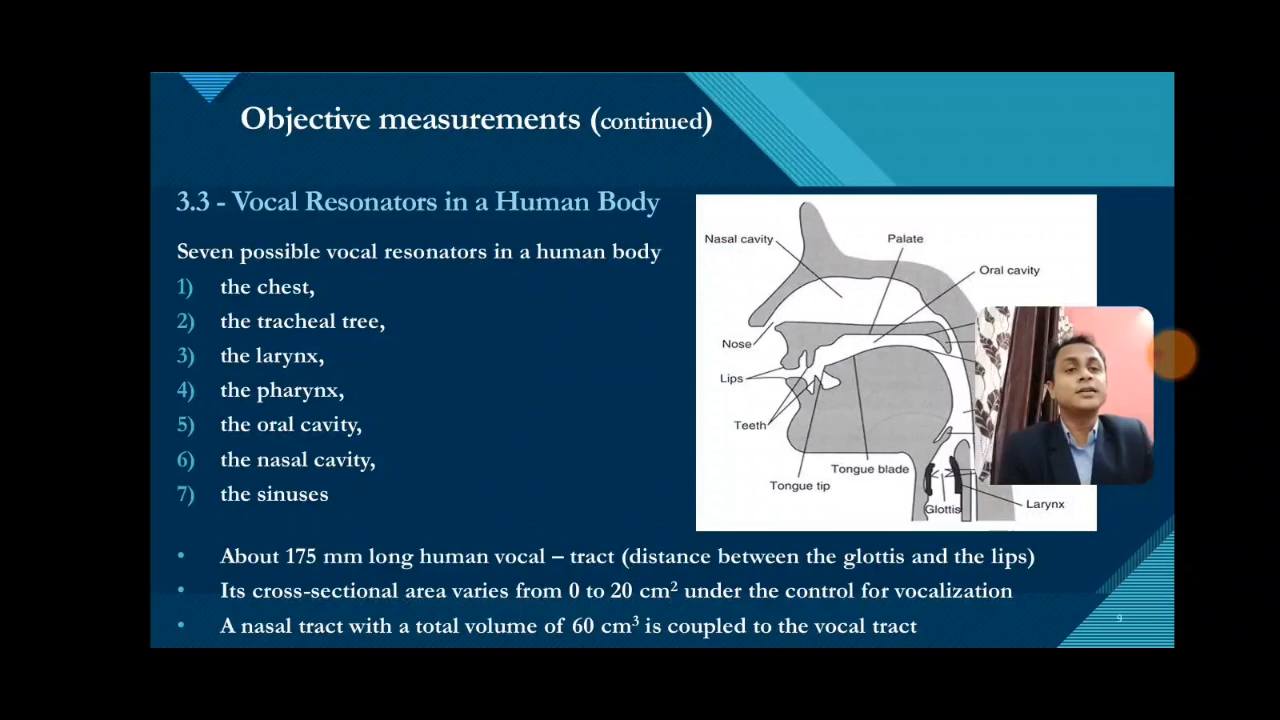 Objective measurements (continued)
3.3 - Vocal Resonators in a Human Body
Seven possible vocal resonators in a human body
1) the chest,
2) the tracheal tree,
3) the larynx,
4) the pharynx,
5) the oral cavity,
6) the nasal cavity,
7) the sinuses
Nasal cavity
Palate
Oral cavity
Nose
Lips
Teeth
Tongue blade
Tongue tip
Glottis
Larynx
• About 175 mm long human vocal – tract (distance between the glottis and the lips)
• Its cross-sectional area varies from 0 to 20 cm² under the control for vocalization
• A nasal tract with a total volume of 60 cm³ is coupled to the vocal tract
9